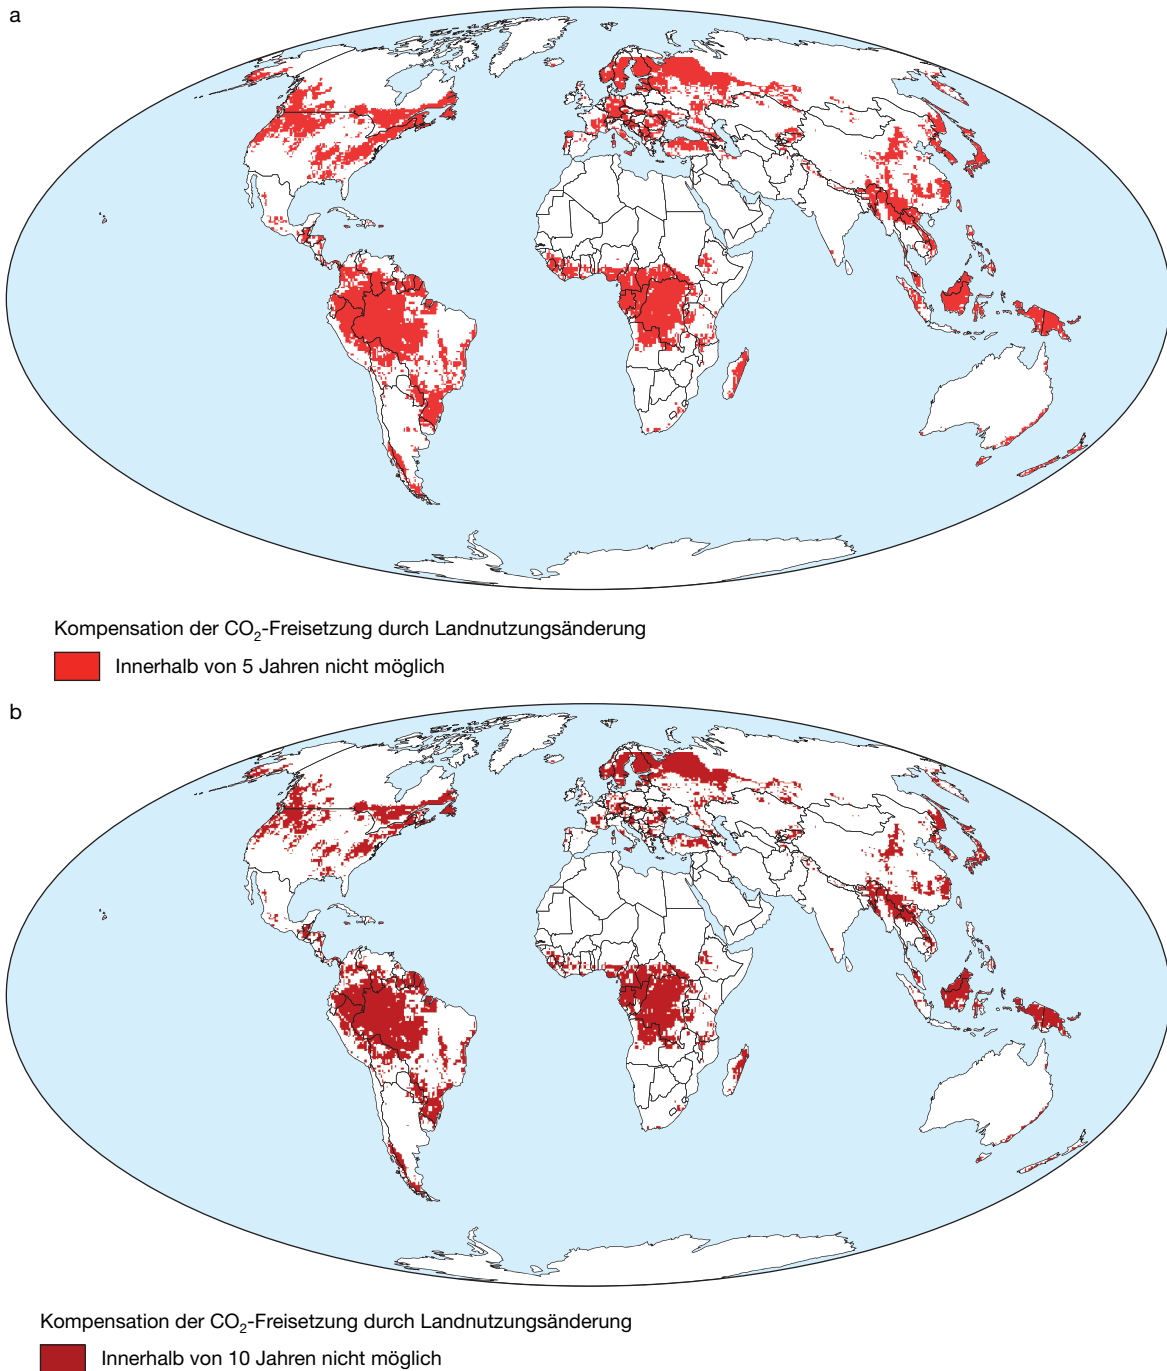 a
Kompensation der CO₂-Freisetzung durch Landnutzungsänderung
Innerhalb von 5 Jahren nicht möglich
b
Kompensation der CO₂-Freisetzung durch Landnutzungsänderung
Innerhalb von 10 Jahren nicht möglich